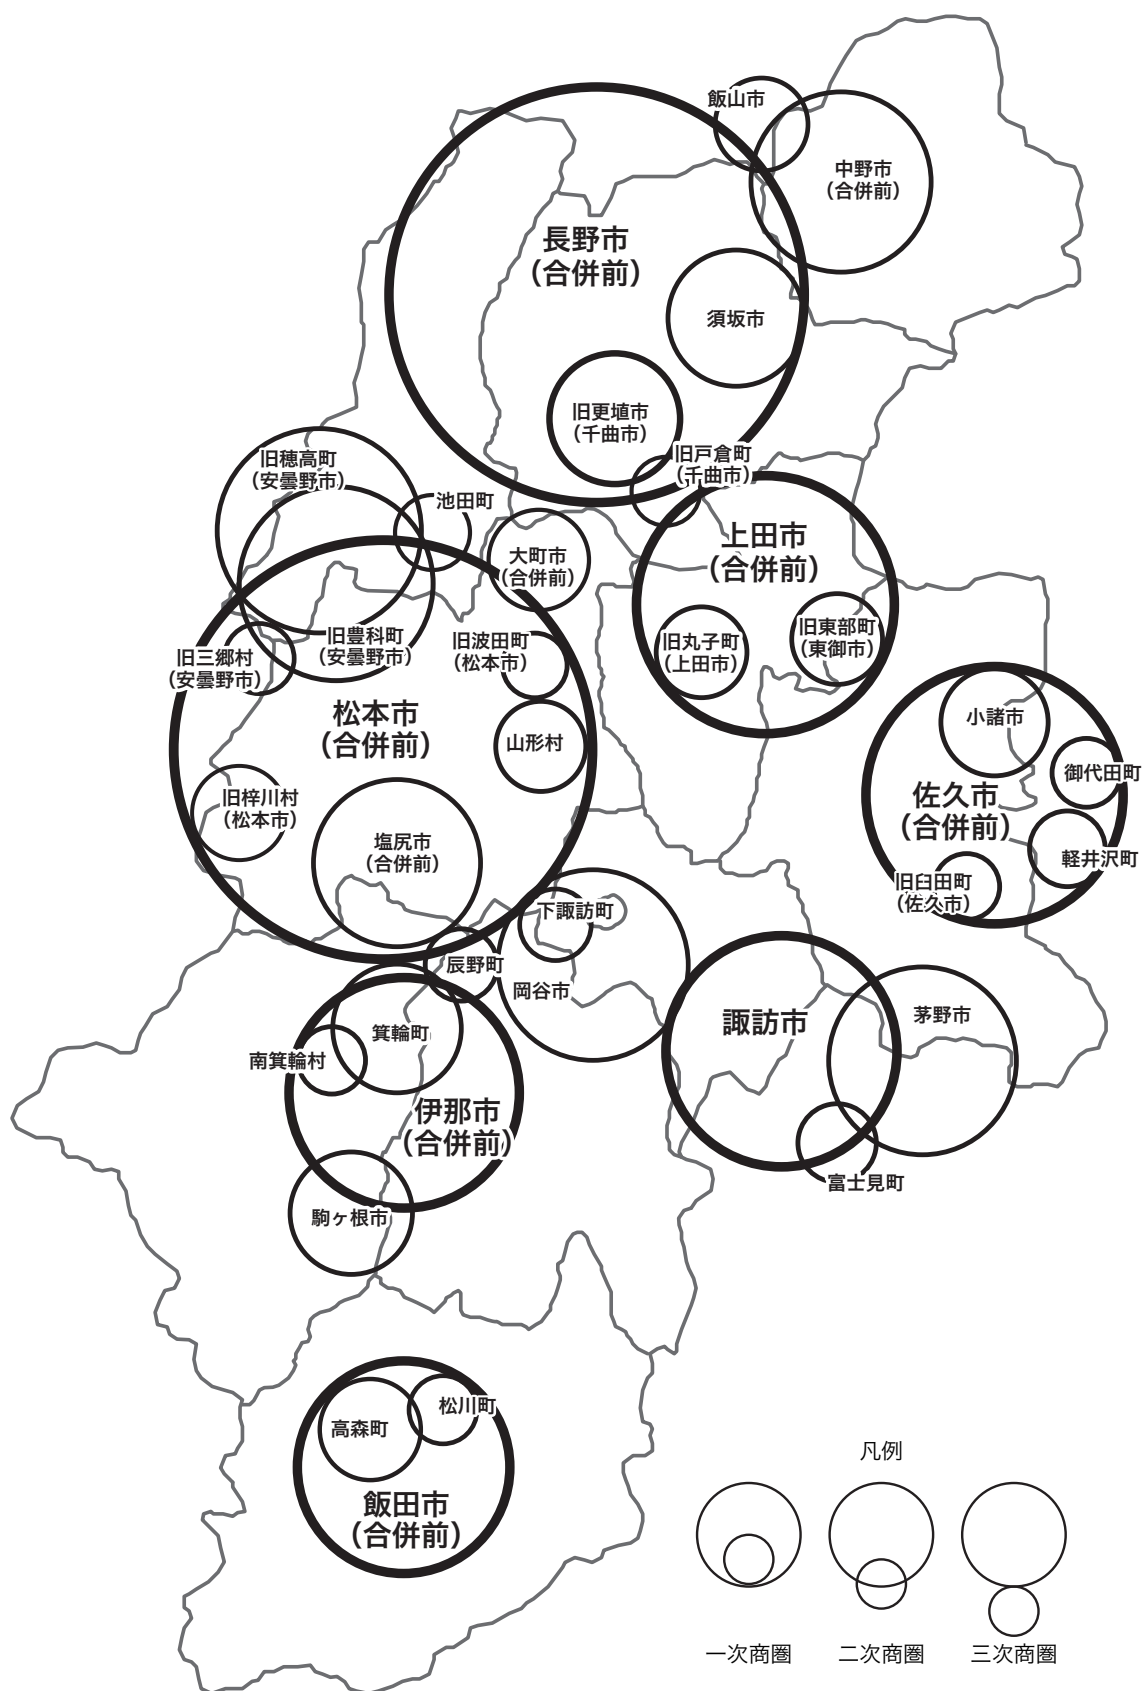 飯山市
中野市
（合併前）
長野市
（合併前）
須坂市
旧更埴市
（千曲市）
旧戸倉町
（千曲市）
旧穂高町
（安曇野市）
池田町
大町市
（合併前）
上田市
（合併前）
旧豊科町
（安曇野市）
旧三郷村
（安曇野市）
旧波田町
（松本市）
旧丸子町
（上田市）
旧東部町
（東御市）
松本市
（合併前）
山形村
小諸市
御代田町
佐久市
（合併前）
旧梓川村
（松本市）
塩尻市
（合併前）
軽井沢町
旧臼田町
（佐久市）
下諏訪町
辰野町
岡谷市
諏訪市
茅野市
箕輪町
南箕輪村
伊那市
（合併前）
富士見町
駒ヶ根市
松川町
高森町
飯田市
（合併前）
凡例
一次商圏
二次商圏
三次商圏